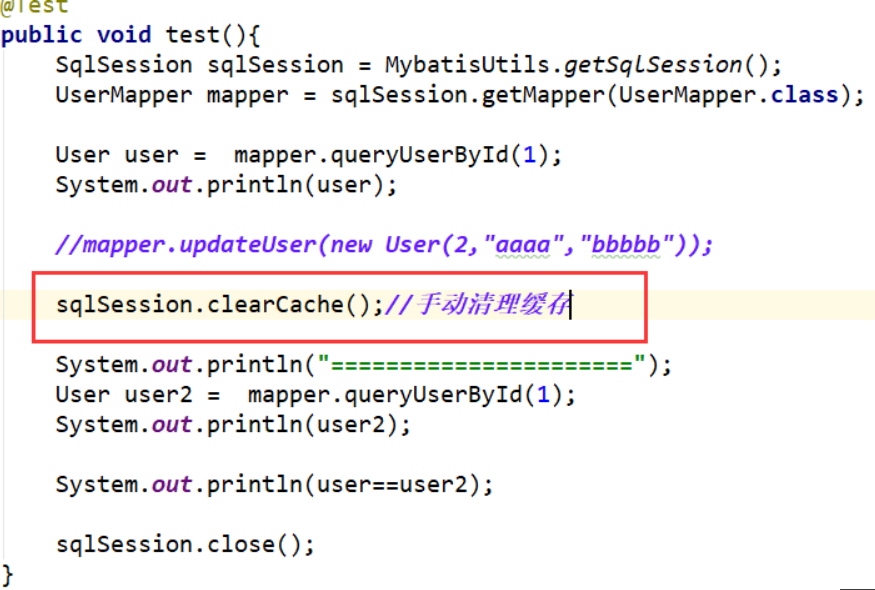 @Test
public void test(){
SqlSession sqlSession = MybatisUtils.getSqlSession();
UserMapper mapper = sqlSession.getMapper(UserMapper.class);
User user =  mapper.queryUserById(1);
System.out.println(user);
//mapper.updateUser(new User(2,"aaaa","bbbbb"));
sqlSession.clearCache();//手动清理缓存
System.out.println("======================");
User user2 =  mapper.queryUserById(1);
System.out.println(user2);
System.out.println(user==user2);
sqlSession.close();
}